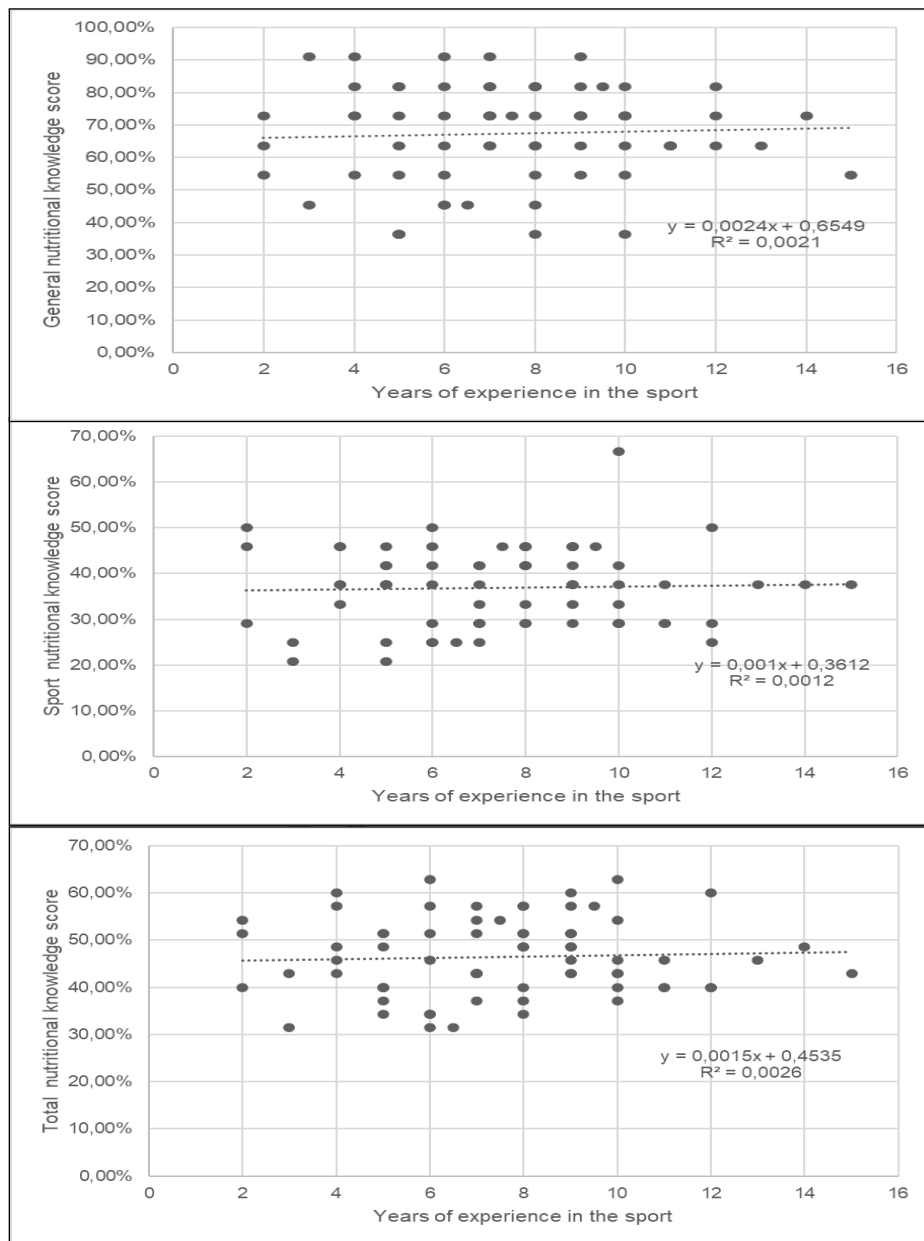 General nutritional knowledge score
100,00%
90,00%
80,00%
70,00%
60,00%
50,00%
40,00%
30,00%
20,00%
10,00%
0,00%
y = 0,0024x + 0,6549
R² = 0,0021
0 2 4 6 8 10 12 14 16
Years of experience in the sport
Sport nutritional knowledge score
70,00%
60,00%
50,00%
40,00%
30,00%
20,00%
10,00%
0,00%
y = 0,001x + 0,3612
R² = 0,0012
0 2 4 6 8 10 12 14 16
Years of experience in the sport
Total nutritional knowledge score
70,00%
60,00%
50,00%
40,00%
30,00%
20,00%
10,00%
0,00%
y = 0,0015x + 0,4535
R² = 0,0026
0 2 4 6 8 10 12 14 16
Years of experience in the sport